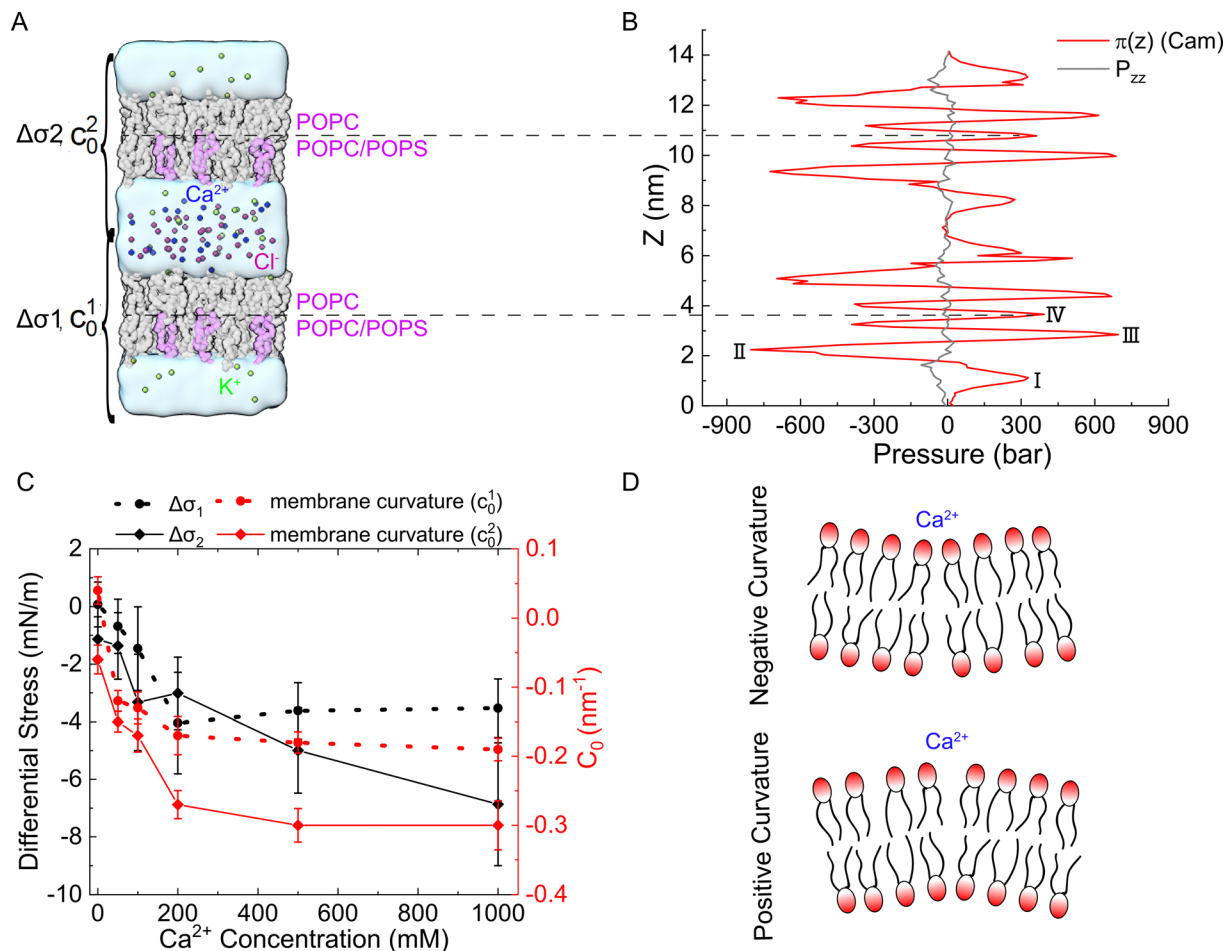 A
Δσ2, c₀²
POPC
POPC/POPS
Ca²⁺
Cl⁻
Δσ1, c₀¹
POPC
POPC/POPS
K⁺
B
π(z) (Cam)
P_zz
Z (nm)
14
12
10
8
6
4
2
0
I
II
III
IV
-900 -600 -300 0 300 600 900
Pressure (bar)
C
Δσ₁ membrane curvature (c₀¹)
Δσ₂ membrane curvature (c₀²)
Differential Stress (mN/m)
2
0
-2
-4
-6
-8
-10
0 200 400 600 800 1000
Ca²⁺ Concentration (mM)
0.1
0.0
-0.1
-0.2
-0.3
-0.4
C₀ (nm⁻¹)
D
Negative Curvature
Ca²⁺
Positive Curvature
Ca²⁺